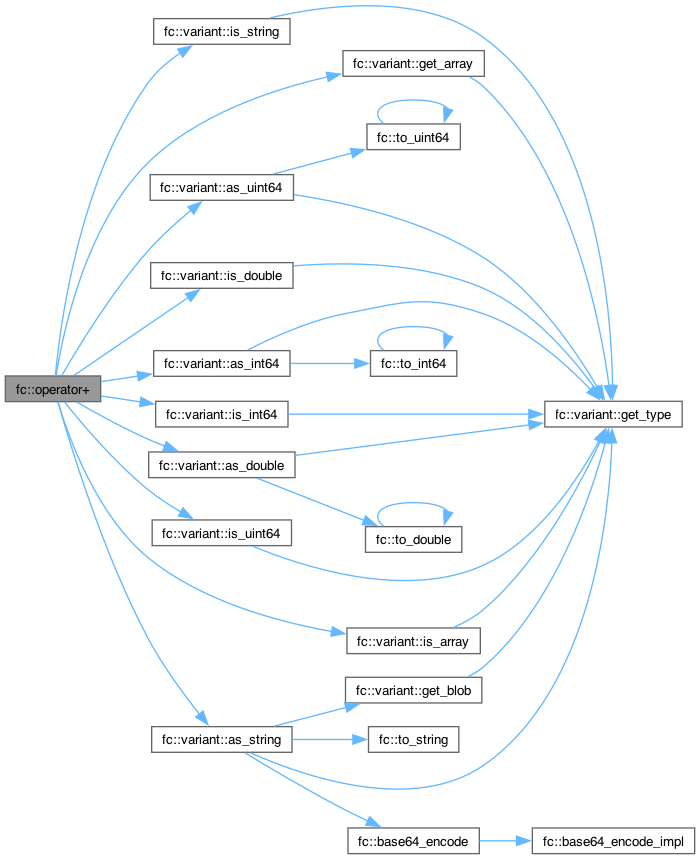 fc::variant::is_string
fc::variant::get_array
fc::to_uint64
fc::variant::as_uint64
fc::variant::is_double
fc::variant::as_int64
fc::to_int64
fc::operator+
fc::variant::is_int64
fc::variant::get_type
fc::variant::as_double
fc::variant::is_uint64
fc::to_double
fc::variant::is_array
fc::variant::get_blob
fc::variant::as_string
fc::to_string
fc::base64_encode
fc::base64_encode_impl